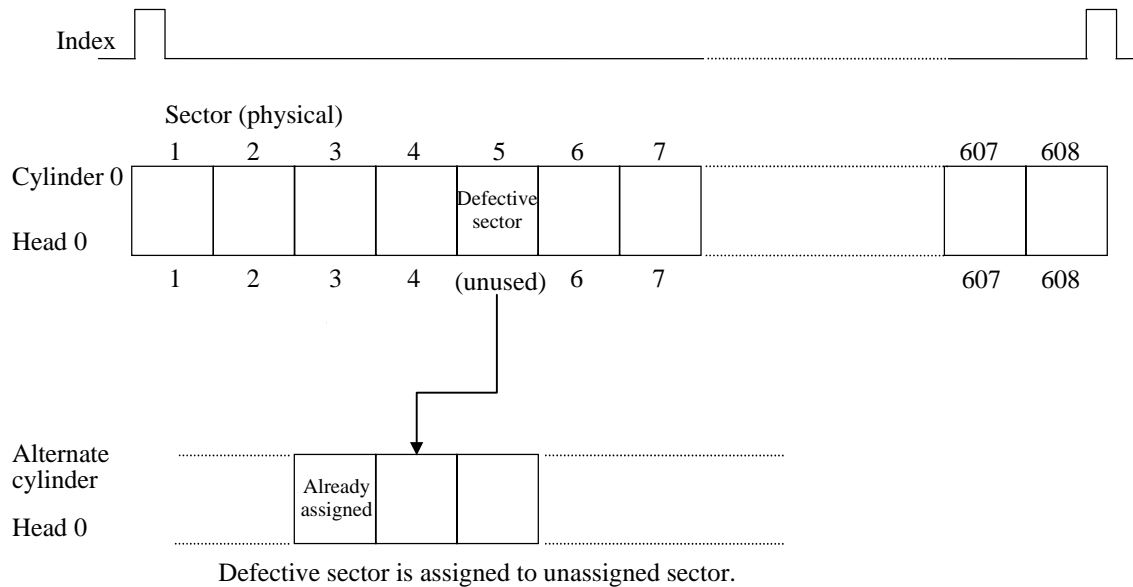 Index
Sector (physical)
1 2 3 4 5 6 7 607 608
Cylinder 0
Defective
sector
Head 0
1 2 3 4 (unused) 6 7 607 608
Alternate
cylinder
Already
assigned
Head 0
Defective sector is assigned to unassigned sector.